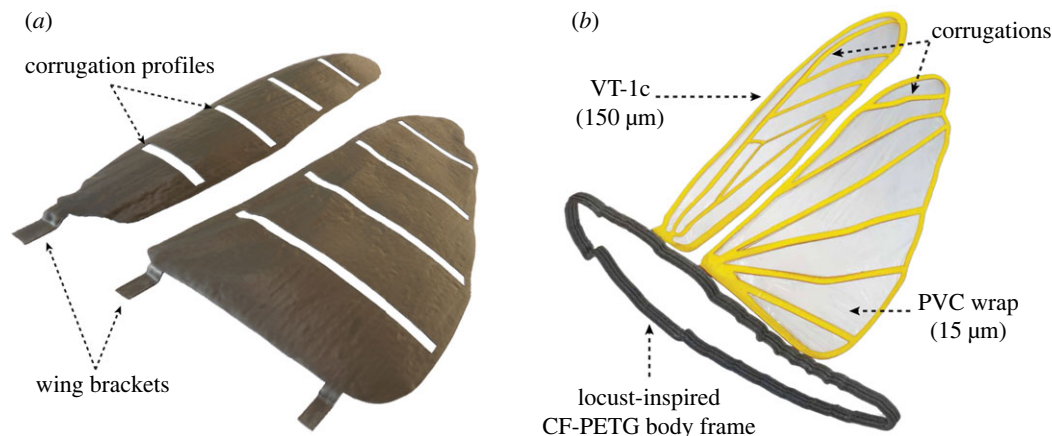 (a)
corrugation profiles
wing brackets
(b)
corrugations
VT-1c
(150 µm)
PVC wrap
(15 µm)
locust-inspired
CF-PETG body frame